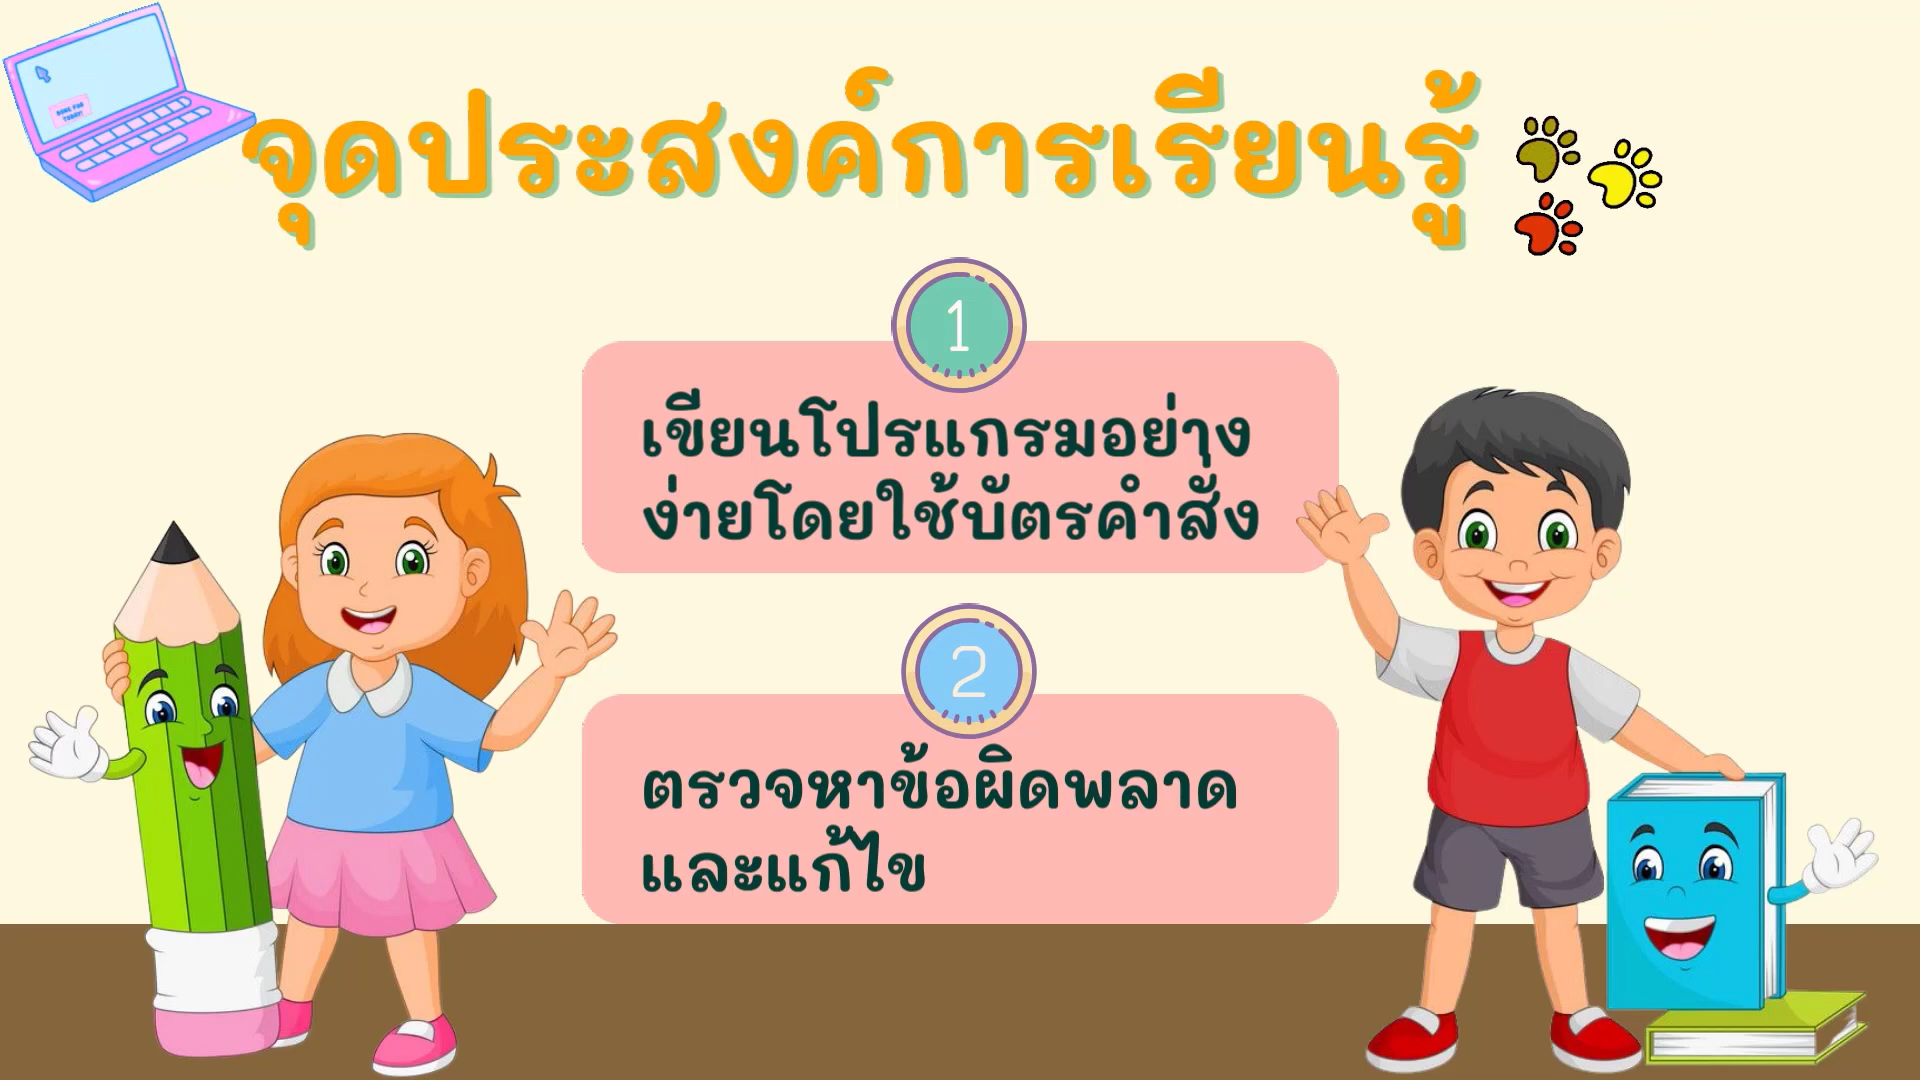 จุดประสงค์การเรียนรู้
1
เขียนโปรแกรมอย่าง
ง่ายโดยใช้บัตรคำสั่ง
2
ตรวจหาข้อผิดพลาด
และแก้ไข